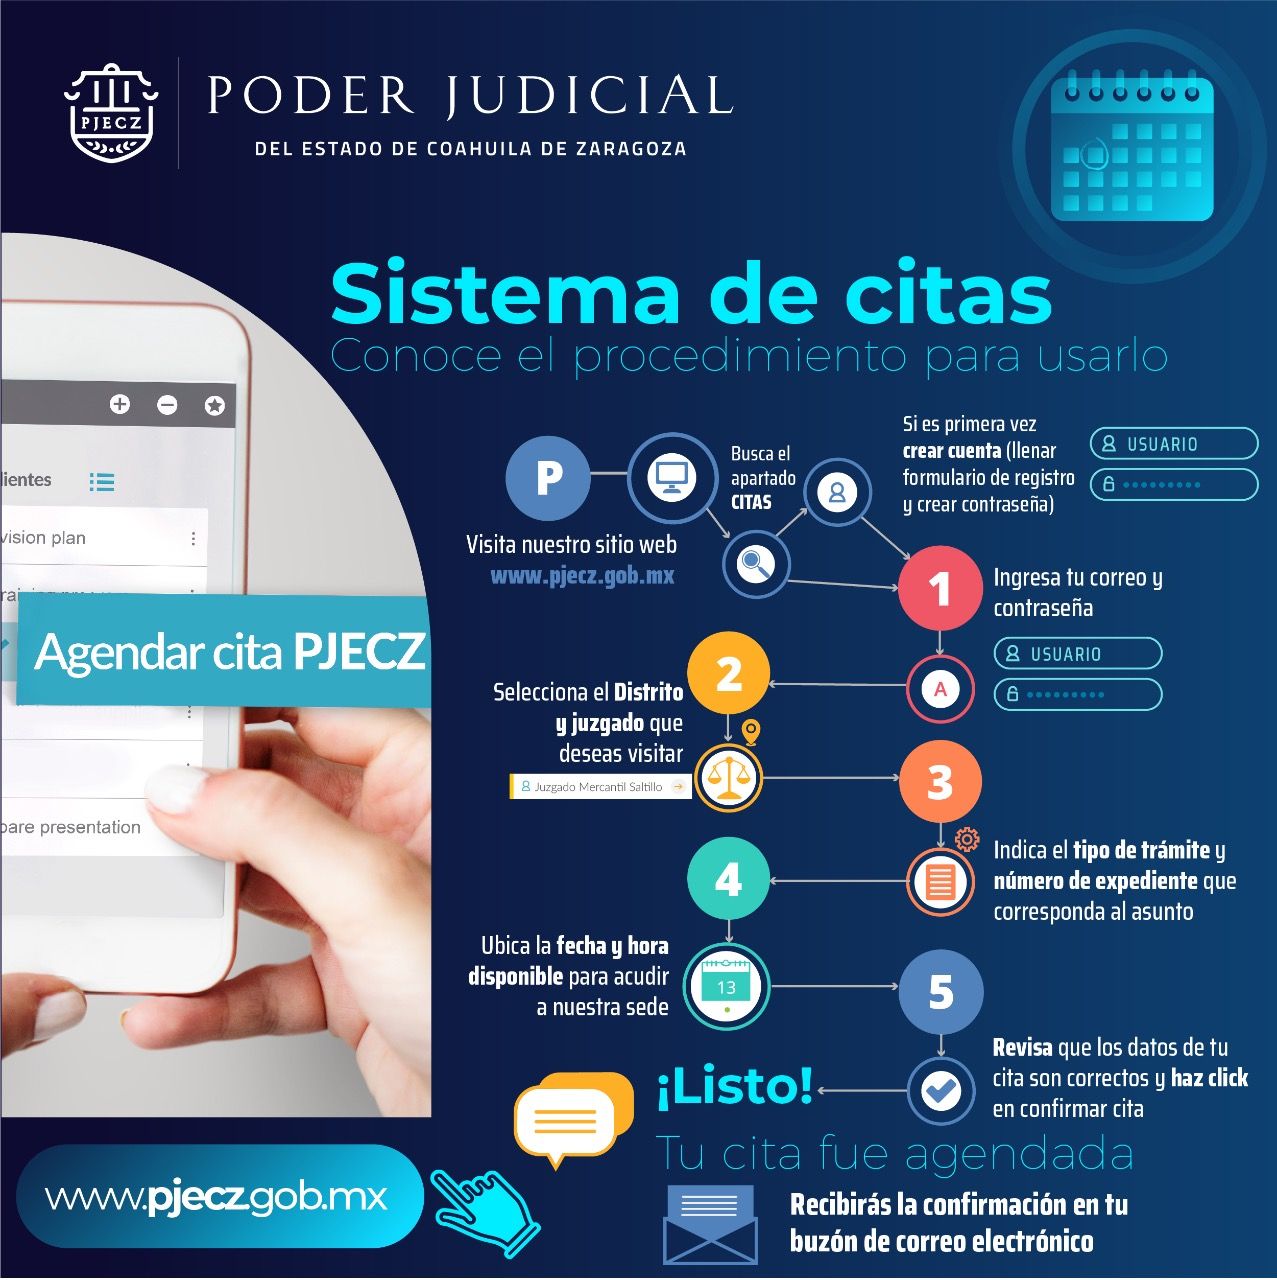 PJECZ
PODER JUDICIAL
DEL ESTADO DE COAHUILA DE ZARAGOZA
Sistema de citas
Conoce el procedimiento para usarlo
P
Visita nuestro sitio web
www.pjecz.gob.mx
Busca el
apartado
CITAS
Si es primera vez
crear cuenta (llenar
formulario de registro
y crear contraseña)
USUARIO
1
Ingresa tu correo y
contraseña
USUARIO
A
2
Selecciona el Distrito
y juzgado que
deseas visitar
Juzgado Mercantil Saltillo
3
Indica el tipo de trámite y
número de expediente que
corresponda al asunto
4
Ubica la fecha y hora
disponible para acudir
a nuestra sede
13
5
Revisa que los datos de tu
cita son correctos y haz click
en confirmar cita
¡Listo!
Tu cita fue agendada
Recibirás la confirmación en tu
buzón de correo electrónico
lientes
vision plan
Agendar cita PJECZ
pare presentation
www.pjecz.gob.mx